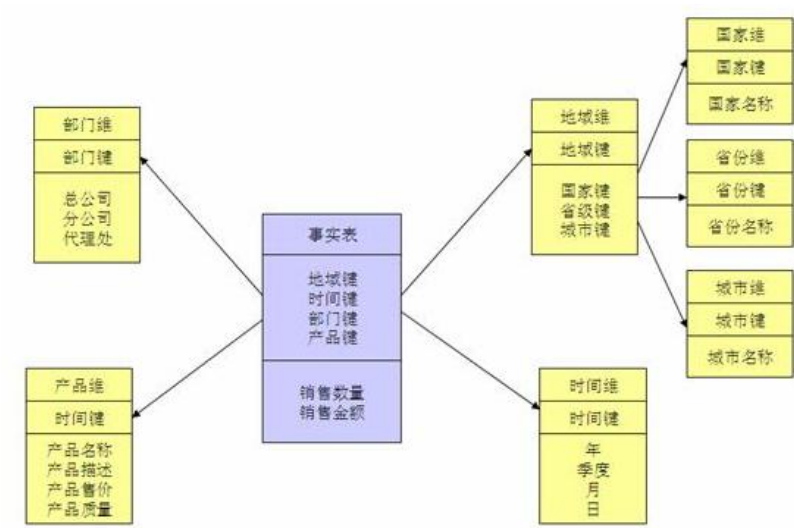 国家维
国家键
国家名称
部门维
部门键
总公司
分公司
代理处
地域维
地域键
国家键
省级键
城市键
省份维
省份键
省份名称
事实表
地域键
时间键
部门键
产品键
销售数量
销售金额
城市维
城市键
城市名称
产品维
时间键
产品名称
产品描述
产品售价
产品质量
时间维
时间键
年
季度
月
日